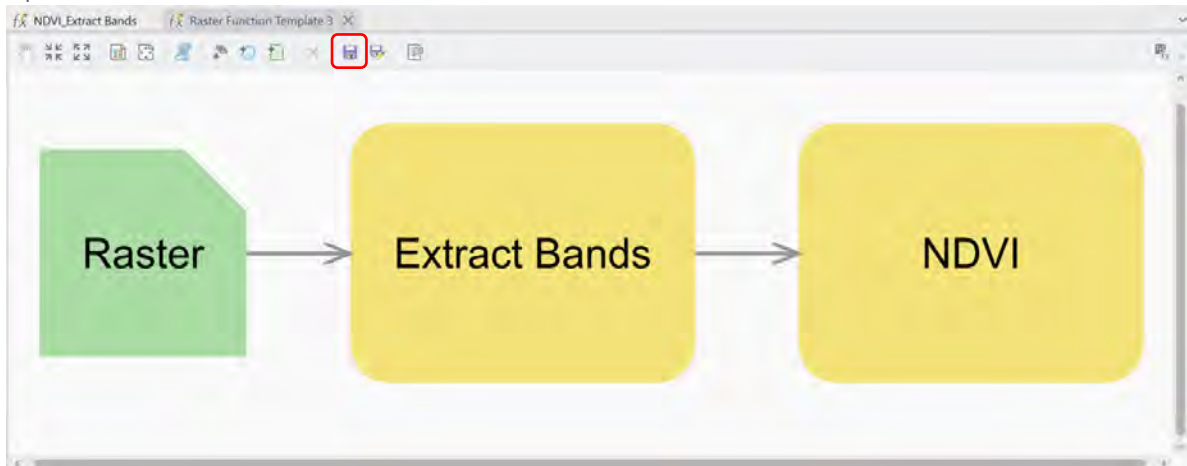 NDVI_Extract Bands
Raster Function Template 3
Raster
Extract Bands
NDVI